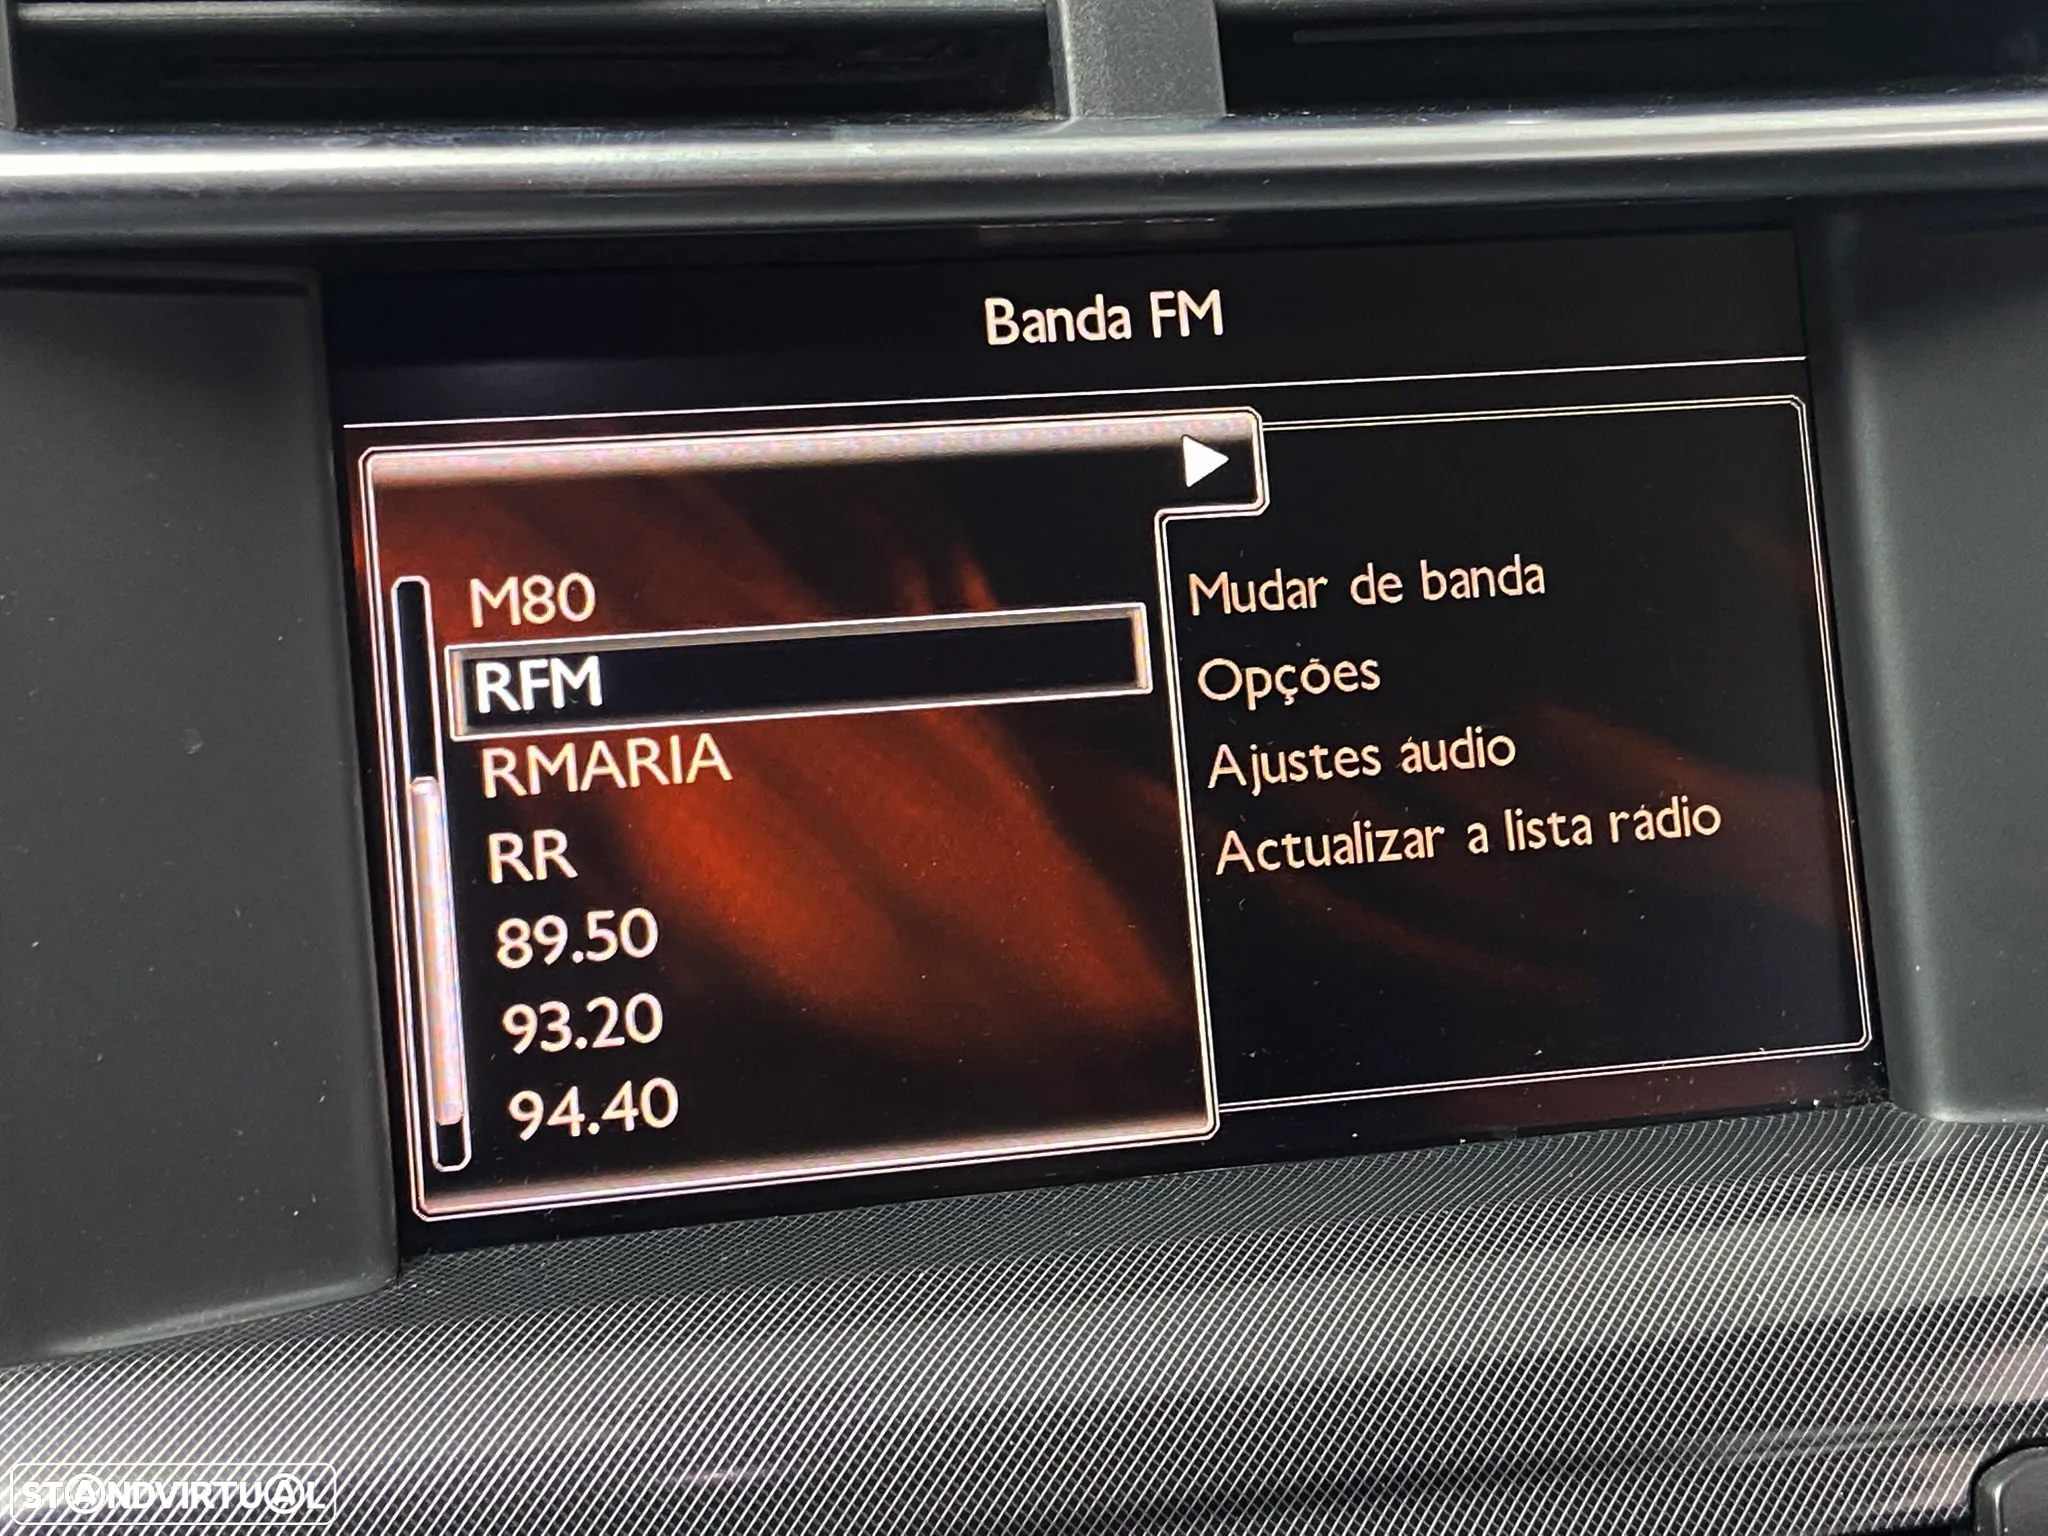 Banda FM
M80
RFM
RMARIA
RR
89.50
93.20
94.40
Mudar de banda
Opções
Ajustes áudio
Actualizar a lista rádio
STANDVIRTUAL